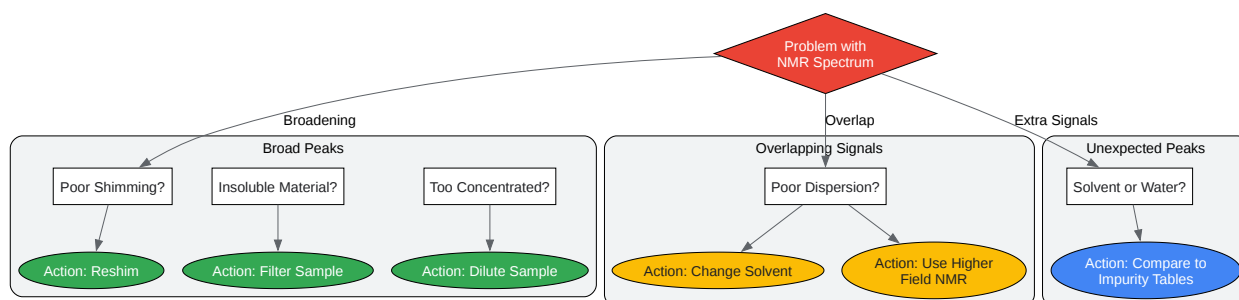 Problem with
NMR Spectrum
Broadening
Overlap
Extra Signals
Broad Peaks
Overlapping Signals
Unexpected Peaks
Poor Shimming?
Insoluble Material?
Too Concentrated?
Poor Dispersion?
Solvent or Water?
Action: Reshim
Action: Filter Sample
Action: Dilute Sample
Action: Change Solvent
Action: Use Higher
Field NMR
Action: Compare to
Impurity Tables